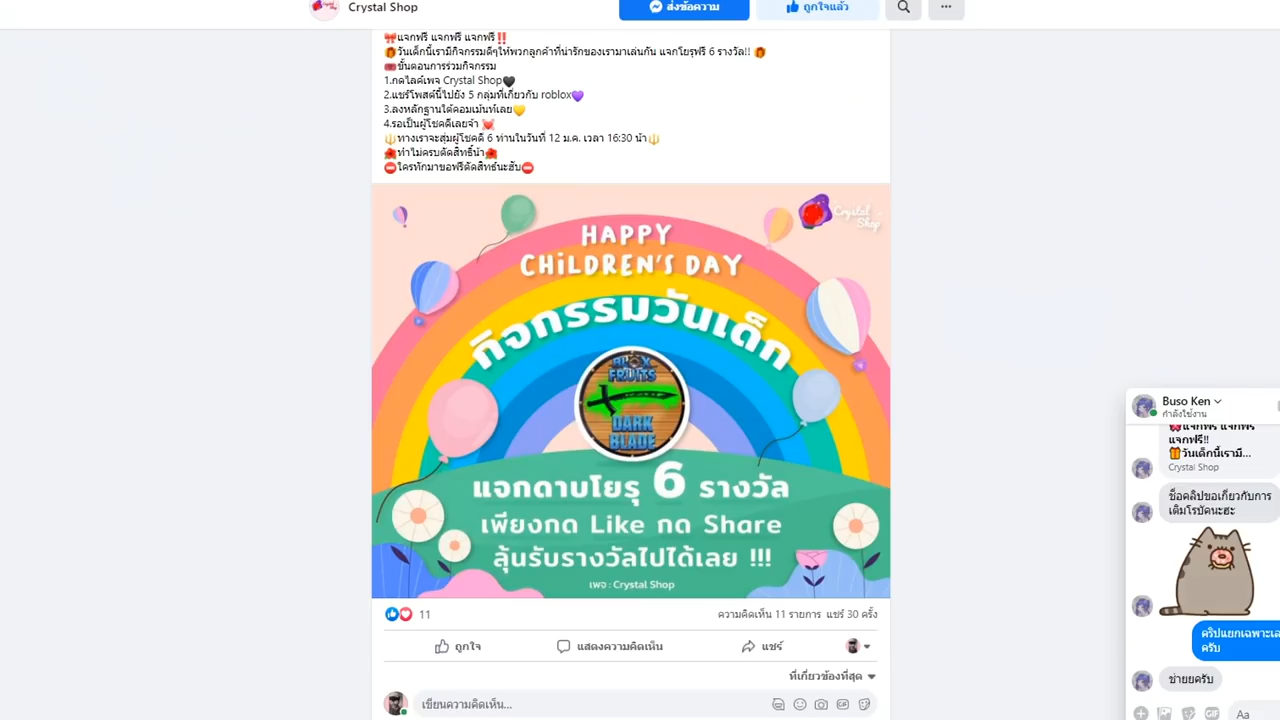 Crystal Shop
ส่งข้อความ
ถูกใจแล้ว
แจกฟรี แจกฟรี แจกฟรี
วันเด็กนี้เรามีกิจกรรมดีๆให้พวกลูกค้าที่น่ารักของเรามาเล่นกัน แจกโยรุฟรี 6 รางวัล!!
ขั้นตอนการร่วมกิจกรรม
1.กดไลค์เพจ Crystal Shop
2.แชร์โพสต์นี้ไปยัง 5 กลุ่มที่เกี่ยวกับ roblox
3.ลงหลักฐานใต้คอมเม้นท์เลย
4.รอเป็นผู้โชคดีเลยจ้า
ทางเราจะสุ่มผู้โชคดี 6 ท่านในวันที่ 12 ม.ค. เวลา 16:30 น้า
ทำไม่ครบตัดสิทธิ์น้า
ใครทักมาขอฟรีตัดสิทธ์นะฮับ
Crystal
Shop
HAPPY
CHiLDREN'S DAY
กิจกรรมวันเด็ก
BLOX
FRUITS
DARK
BLADE
แจกดาบโยรุ 6 รางวัล
เพียงกด Like กด Share
ลุ้นรับรางวัลไปได้เลย !!!
เพจ : Crystal Shop
11
ความคิดเห็น 11 รายการ แชร์ 30 ครั้ง
ถูกใจ
แสดงความคิดเห็น
แชร์
ที่เกี่ยวข้องที่สุด
เขียนความคิดเห็น...
Buso Ken
กำลังใช้งาน
แจกฟรี แจกฟรี
แจกฟรี!!
วันเด็กนี้เรามี...
Crystal Shop
ช็อคลิปขอเกี่ยวกับการ
เติมโรบัคนะฮะ
คริปแยกเฉพาะเล
ครับ
ช่ายยครับ
GIF
Aa